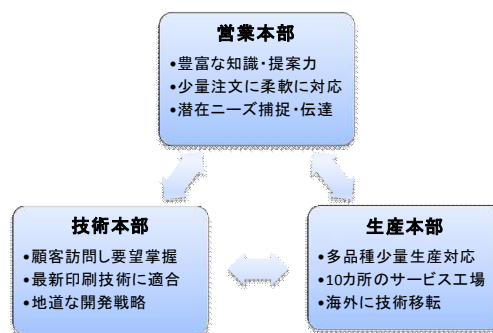 営業本部
•豊富な知識・提案力
•少量注文に柔軟に対応
•潜在ニーズ捕捉・伝達
技術本部
•顧客訪問し要望掌握
•最新印刷技術に適合
•地道な開発戦略
生産本部
•多品種少量生産対応
•10カ所のサービス工場
•海外に技術移転